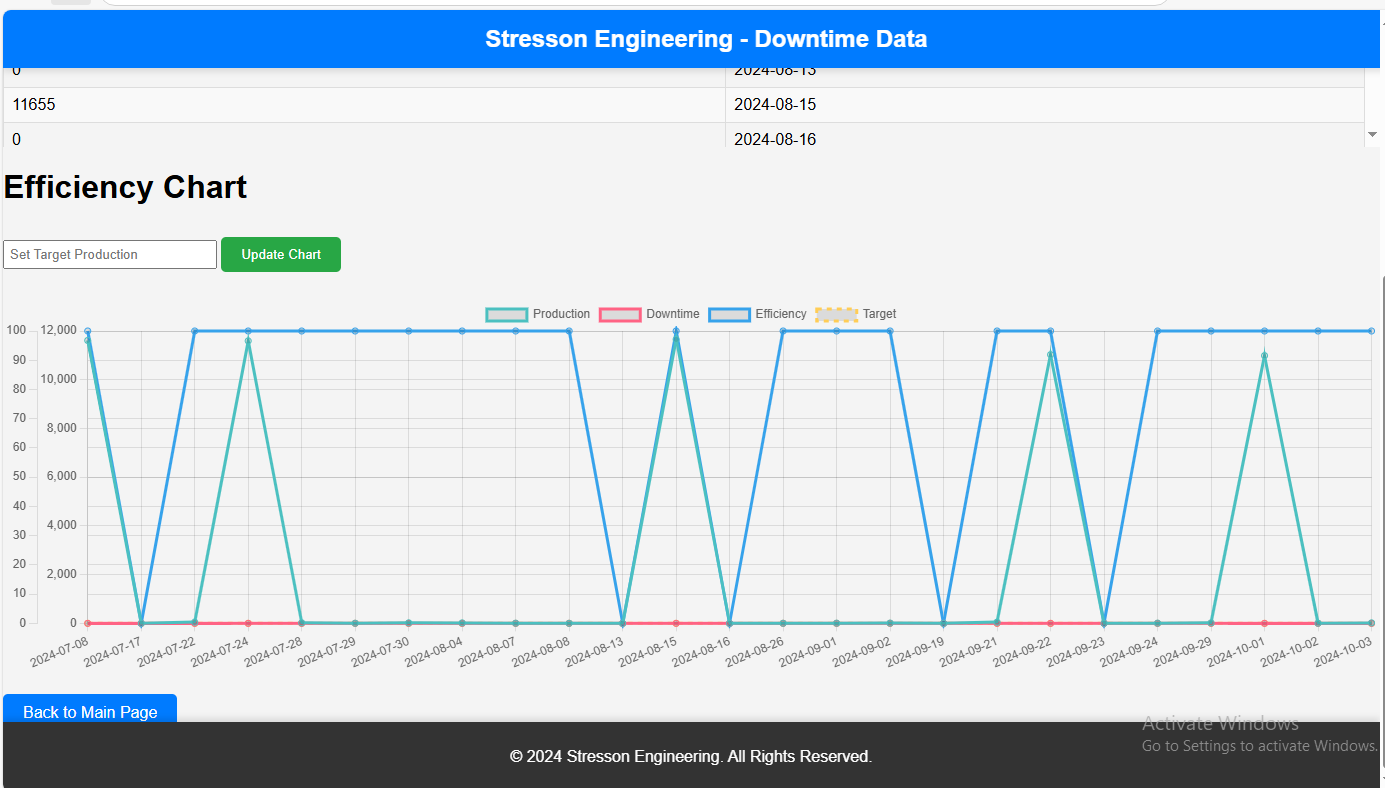 Stresson Engineering - Downtime Data
0 2024-08-13
11655 2024-08-15
0 2024-08-16
Efficiency Chart
Set Target Production Update Chart
Production Downtime Efficiency Target
100 12,000
90
80 10,000
70
60 8,000
50 6,000
40
30 4,000
20
10 2,000
0 0
2024-07-08 2024-07-17 2024-07-22 2024-07-24 2024-07-28 2024-07-29 2024-07-30 2024-08-04 2024-08-07 2024-08-08 2024-08-13 2024-08-15 2024-08-16 2024-08-26 2024-09-01 2024-09-02 2024-09-19 2024-09-21 2024-09-22 2024-09-23 2024-09-24 2024-09-29 2024-10-01 2024-10-02 2024-10-03
Back to Main Page
Activate Windows
Go to Settings to activate Windows.
© 2024 Stresson Engineering. All Rights Reserved.